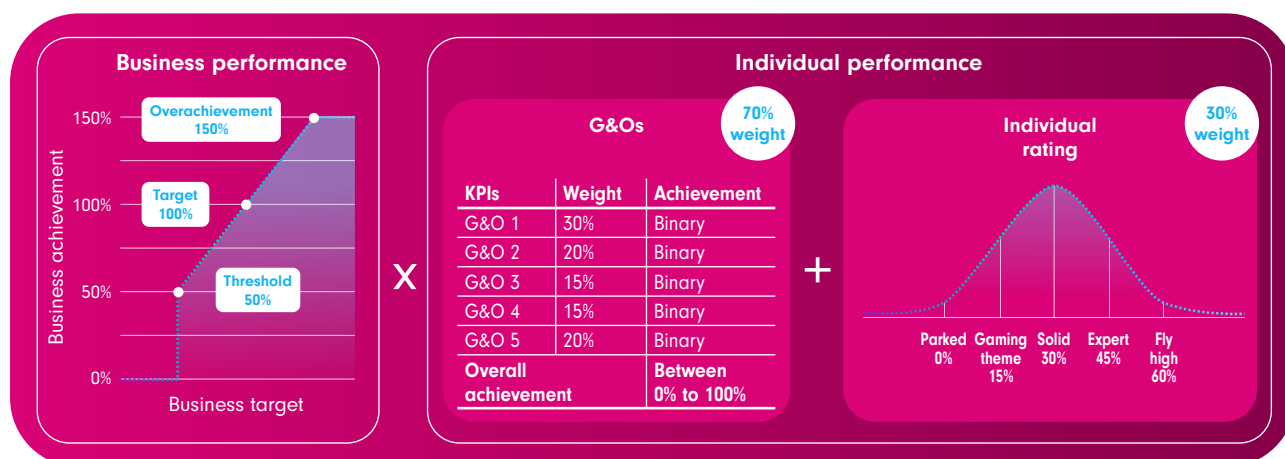 Business performance
Business achievement
150%
100%
50%
0%
Overachievement
150%
Target
100%
Threshold
50%
Business target
X
Individual performance
G&Os
70%
weight
KPIs Weight Achievement
G&O 1 30% Binary
G&O 2 20% Binary
G&O 3 15% Binary
G&O 4 15% Binary
G&O 5 20% Binary
Overall
achievement
Between
0% to 100%
+
Individual
rating
30%
weight
Parked
0%
Gaming
theme
15%
Solid
30%
Expert
45%
Fly
high
60%